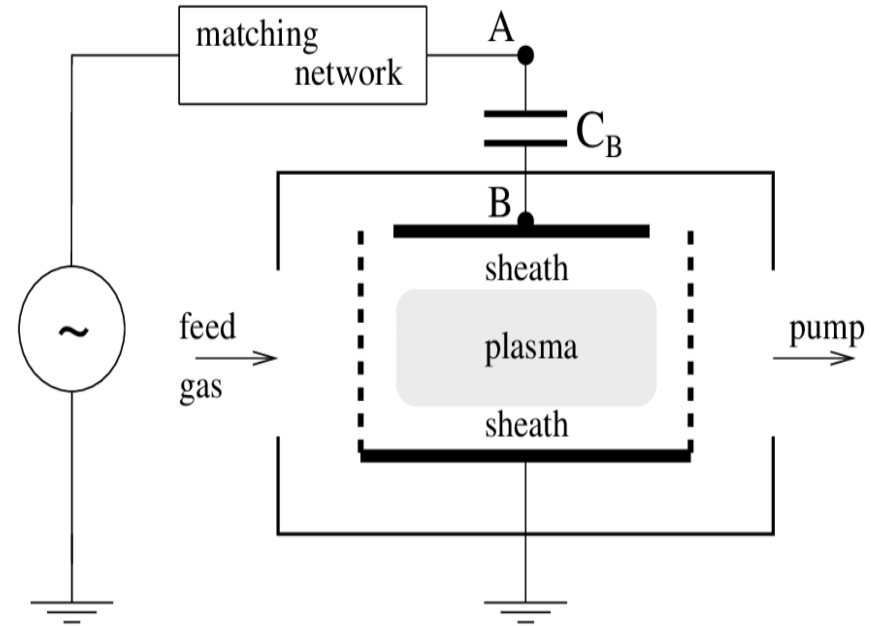 matching
network
A
C_B
B
sheath
plasma
sheath
~
feed
gas
pump